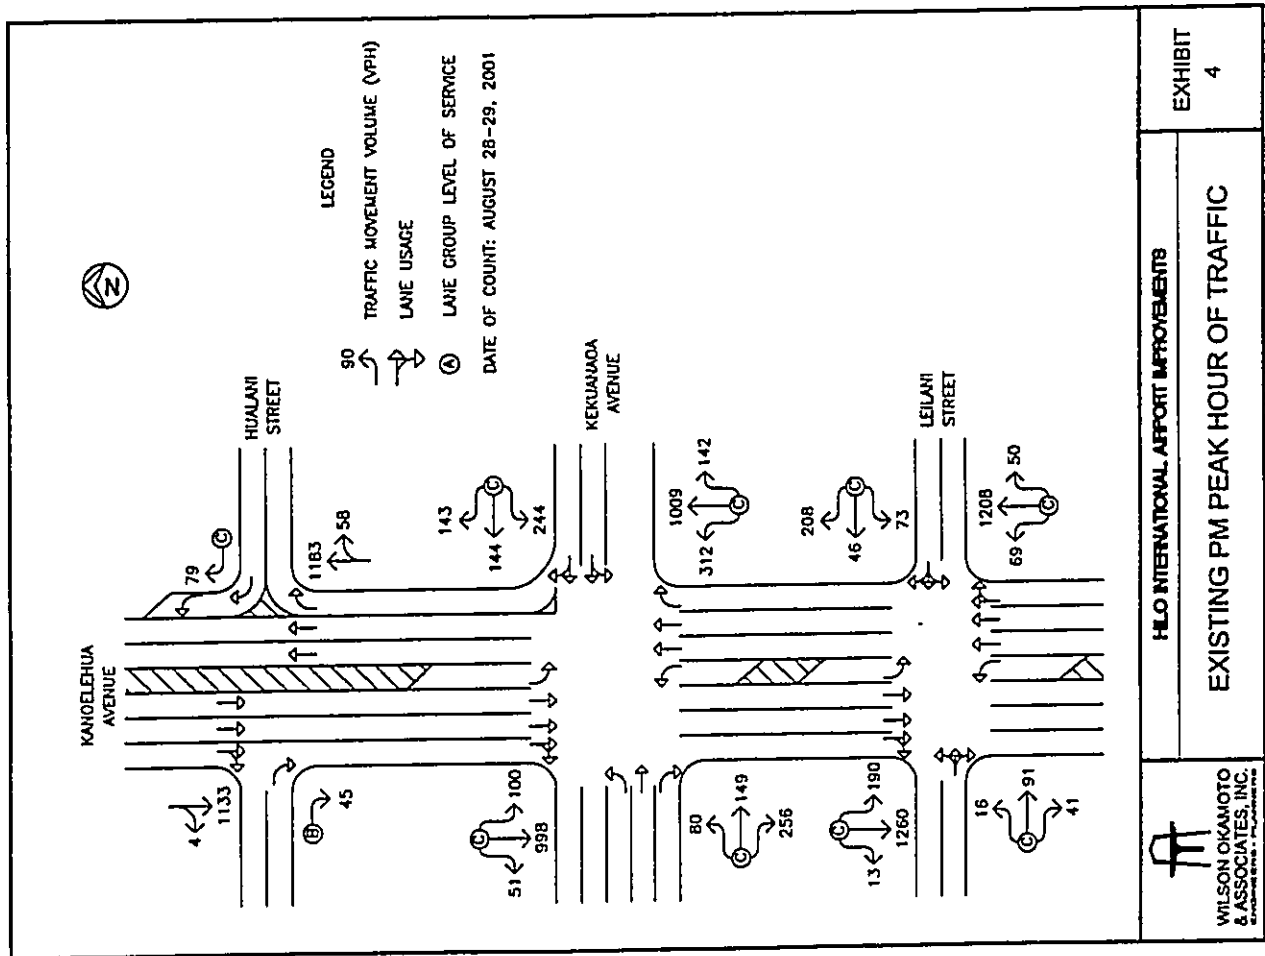 N
KANOELEHUA
AVENUE
HUALANI
STREET
LEGEND
90
TRAFFIC MOVEMENT VOLUME (VPH)
LANE USAGE
A
LANE GROUP LEVEL OF SERVICE
DATE OF COUNT: AUGUST 28-29, 2001
79
C
1183
58
4
1133
B
45
143
144
244
C
KEKUANAOA
AVENUE
51
998
100
C
312
1009
142
C
80
149
256
C
208
46
73
C
LEILANI
STREET
13
1260
190
C
69
1208
50
C
16
91
41
C
WILSON OKAMOTO
& ASSOCIATES, INC.
ENGINEERS - PLANNERS
HILO INTERNATIONAL AIRPORT IMPROVEMENTS
EXISTING PM PEAK HOUR OF TRAFFIC
EXHIBIT
4